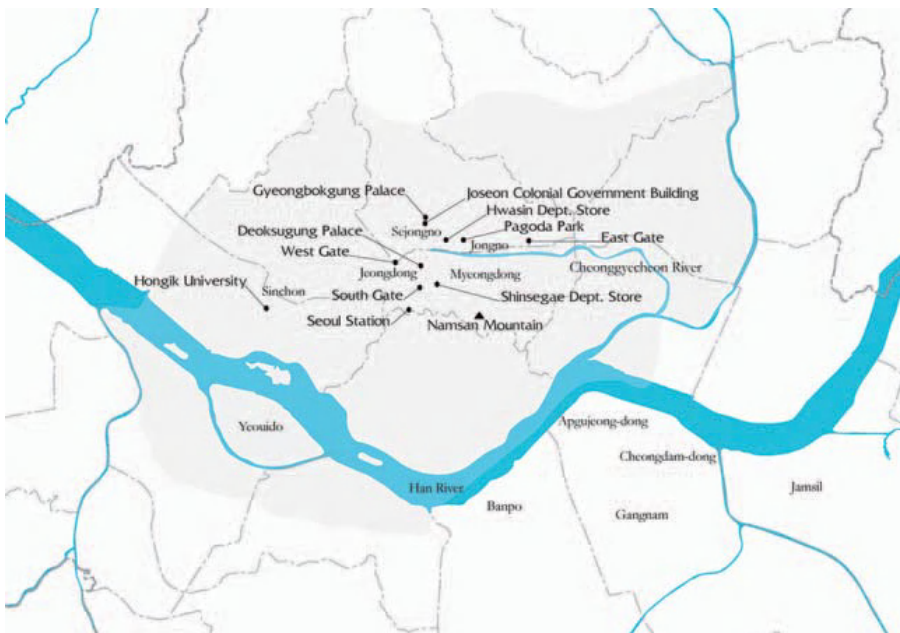 Gyeongbokgung Palace
Joseon Colonial Government Building
Hwasin Dept. Store
Sejongno
Pagoda Park
Deoksugung Palace
Jongno
East Gate
West Gate
Jeongdong
Myeongdong
Cheonggyecheon River
Hongik University
Sinchon
South Gate
Shinsegae Dept. Store
Seoul Station
Namsan Mountain
Yeouido
Apgujeong-dong
Cheongdam-dong
Han River
Jamsil
Banpo
Gangnam